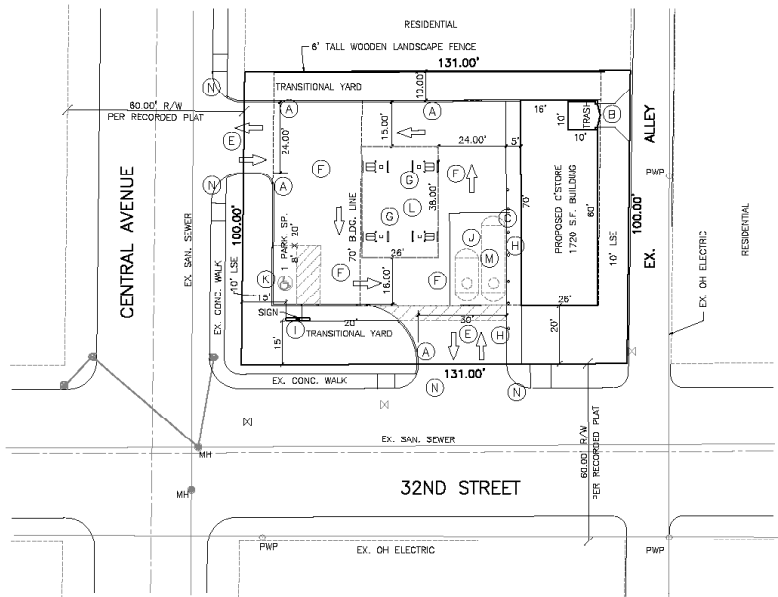 RESIDENTIAL
6' TALL WOODEN LANDSCAPE FENCE
131.00'
TRANSITIONAL YARD
10.00'
N
A
A
60.00' R/W
PER RECORDED PLAT
E
24.00'
15.00'
24.00'
5'
16'
10'
TRASH
10'
B
ALLEY
F
G
F
PWP
N
A
L
38.00'
70'
PROPOSED C'STORE
1720 S.F. BUILDING
60'
100.00'
CENTRAL AVENUE
EX. SAN. SEWER
100.00'
10' LSE
1 PARK SP.
8' X 20'
70' BLDG. LINE
G
J
C
H
M
10' LSE
EX.
EX. OH ELECTRIC
RESIDENTIAL
26'
K
F
F
16.00'
15'
26'
EX. CONC. WALK
SIGN
I
20'
TRANSITIONAL YARD
30'
E
H
20'
15'
A
131.00'
EX. CONC. WALK
N
N
60.00' R/W
PER RECORDED PLAT
EX. SAN. SEWER
MH
MH
32ND STREET
PWP
EX. OH ELECTRIC
PWP